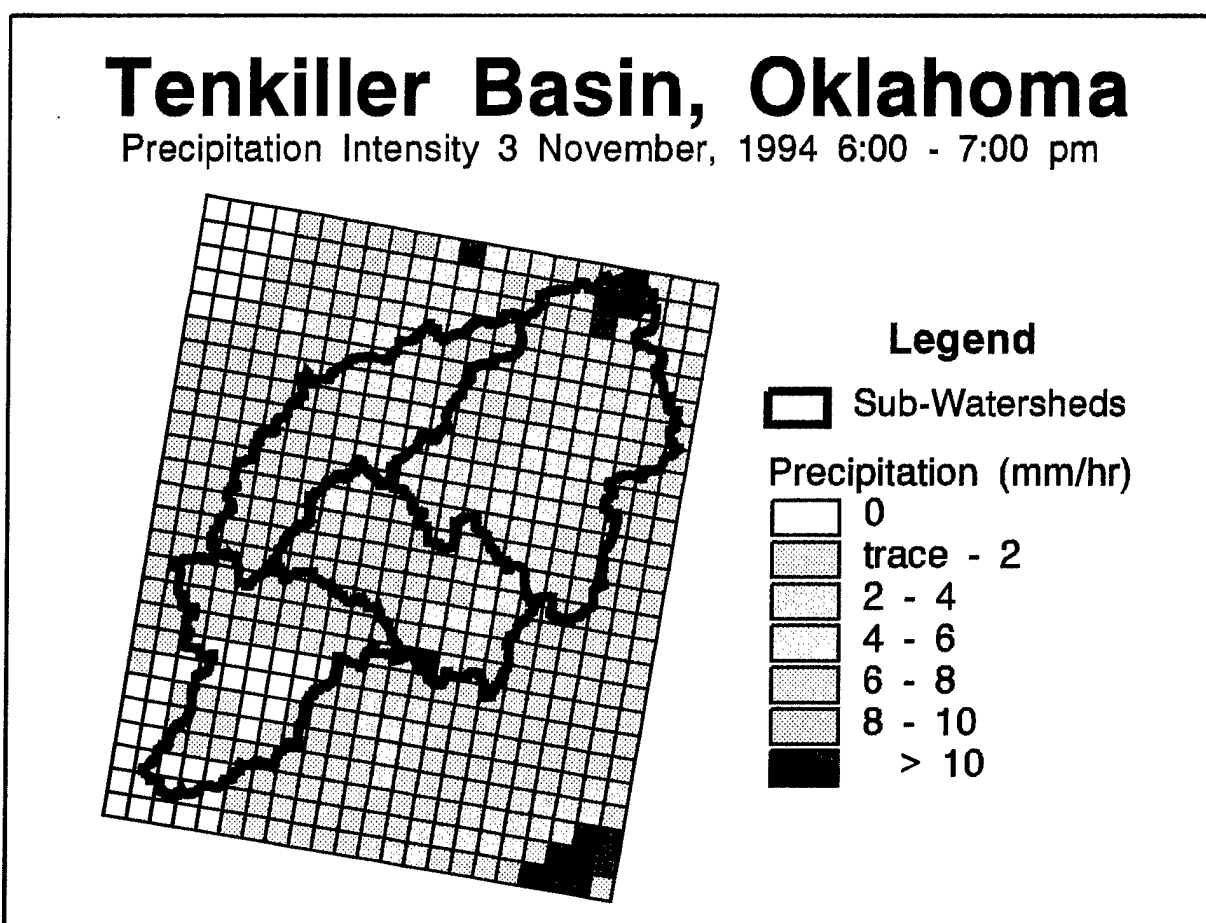 Tenkiller Basin, Oklahoma
Precipitation Intensity 3 November, 1994 6:00 - 7:00 pm
Legend
Sub-Watersheds
Precipitation (mm/hr)
0
trace - 2
2 - 4
4 - 6
6 - 8
8 - 10
> 10